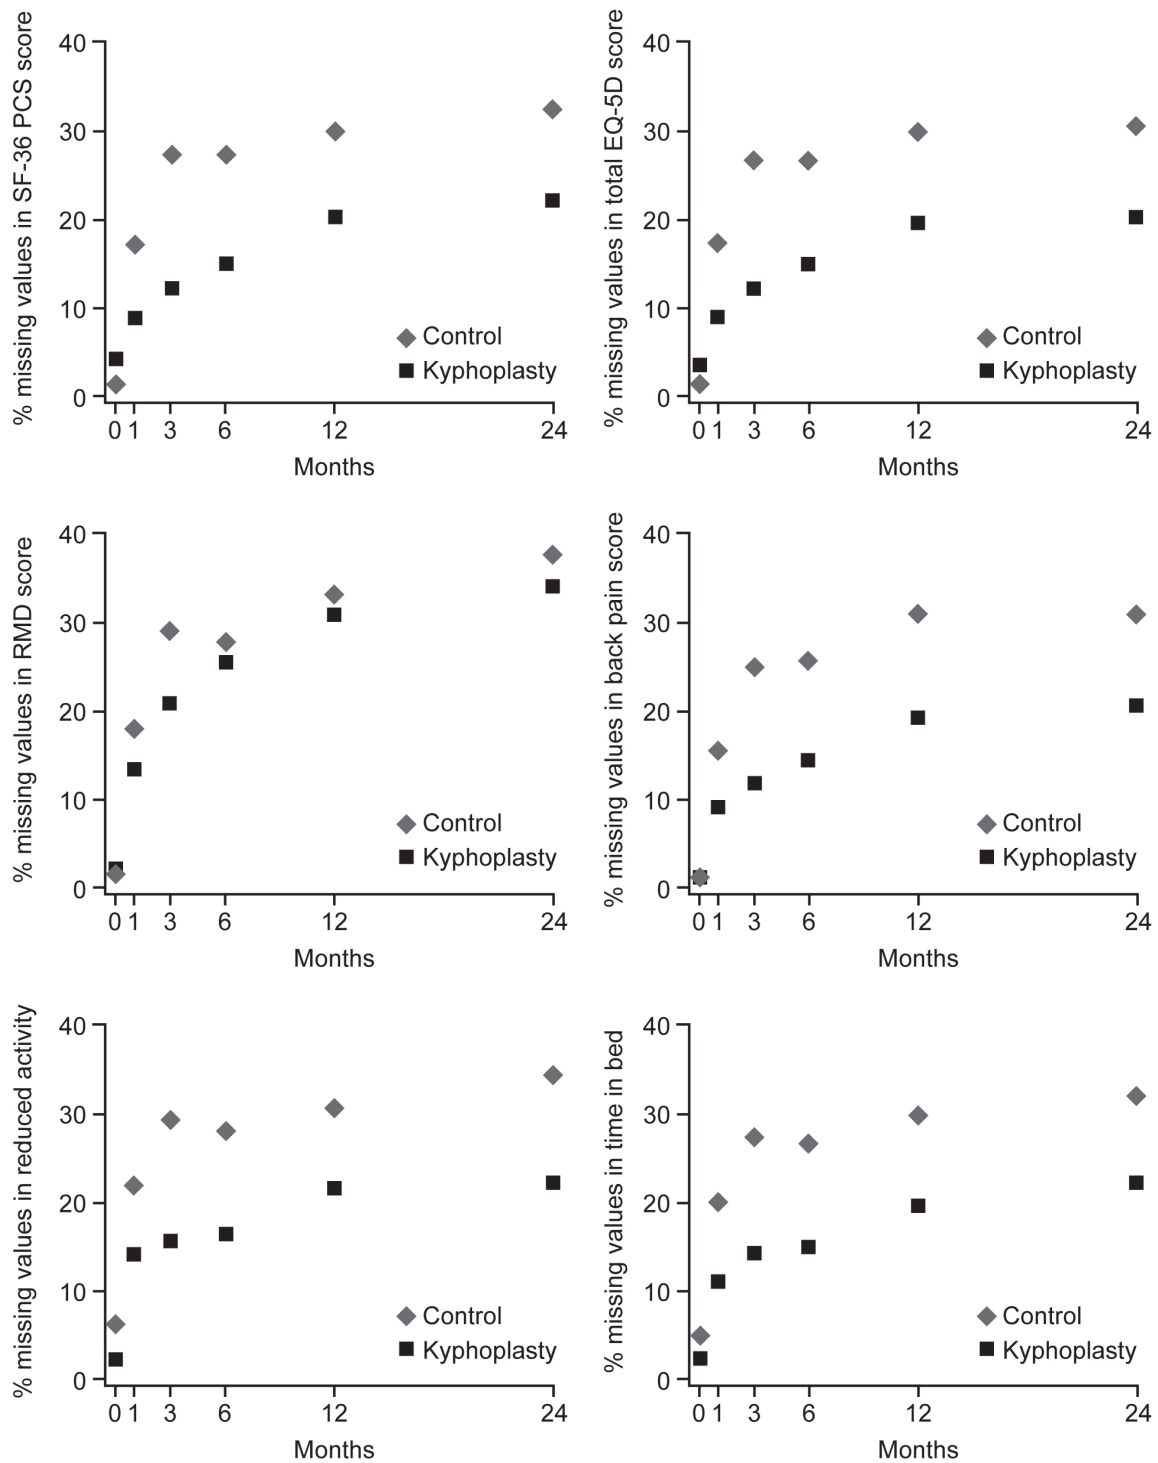 % missing values in SF-36 PCS score
40
30
20
10
0
Control
Kyphoplasty
0 1 3 6 12 24
Months
% missing values in total EQ-5D score
40
30
20
10
0
Control
Kyphoplasty
0 1 3 6 12 24
Months
% missing values in RMD score
40
30
20
10
0
Control
Kyphoplasty
0 1 3 6 12 24
Months
% missing values in back pain score
40
30
20
10
0
Control
Kyphoplasty
0 1 3 6 12 24
Months
% missing values in reduced activity
40
30
20
10
0
Control
Kyphoplasty
0 1 3 6 12 24
Months
% missing values in time in bed
40
30
20
10
0
Control
Kyphoplasty
0 1 3 6 12 24
Months